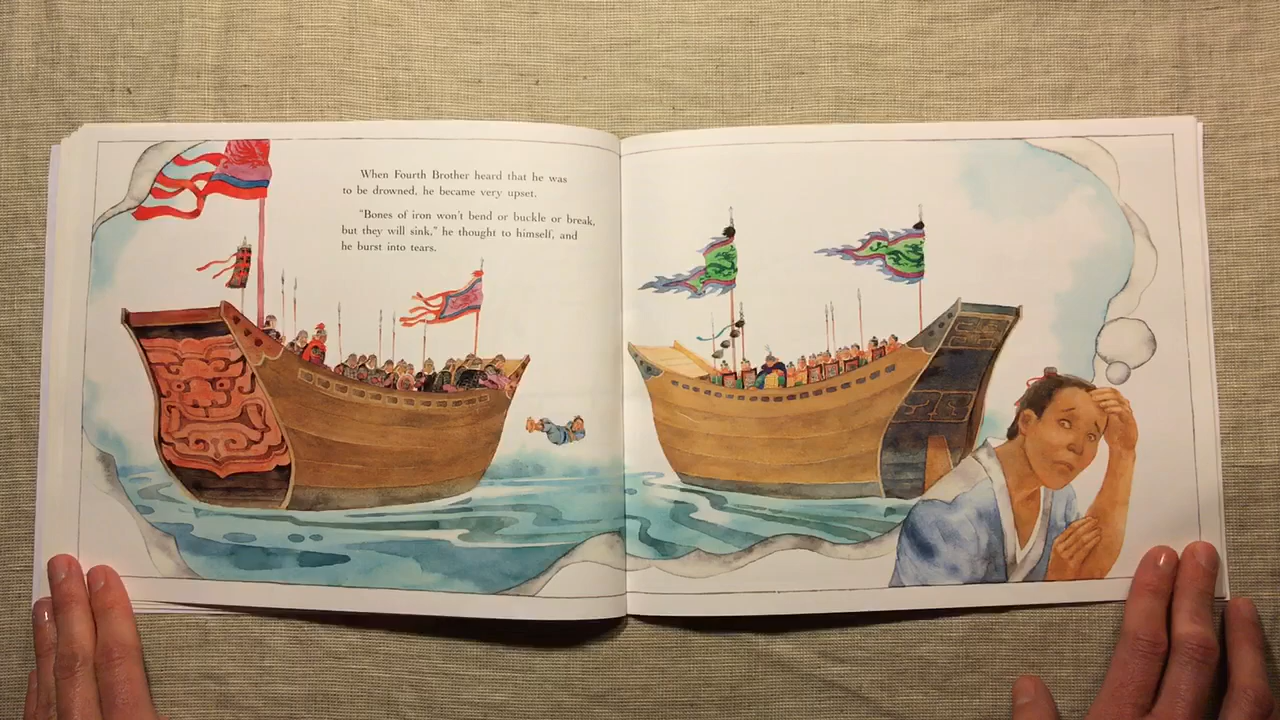 When Fourth Brother heard that he was
to be drowned, he became very upset.
"Bones of iron won't bend or buckle or break,
but they will sink," he thought to himself, and
he burst into tears.